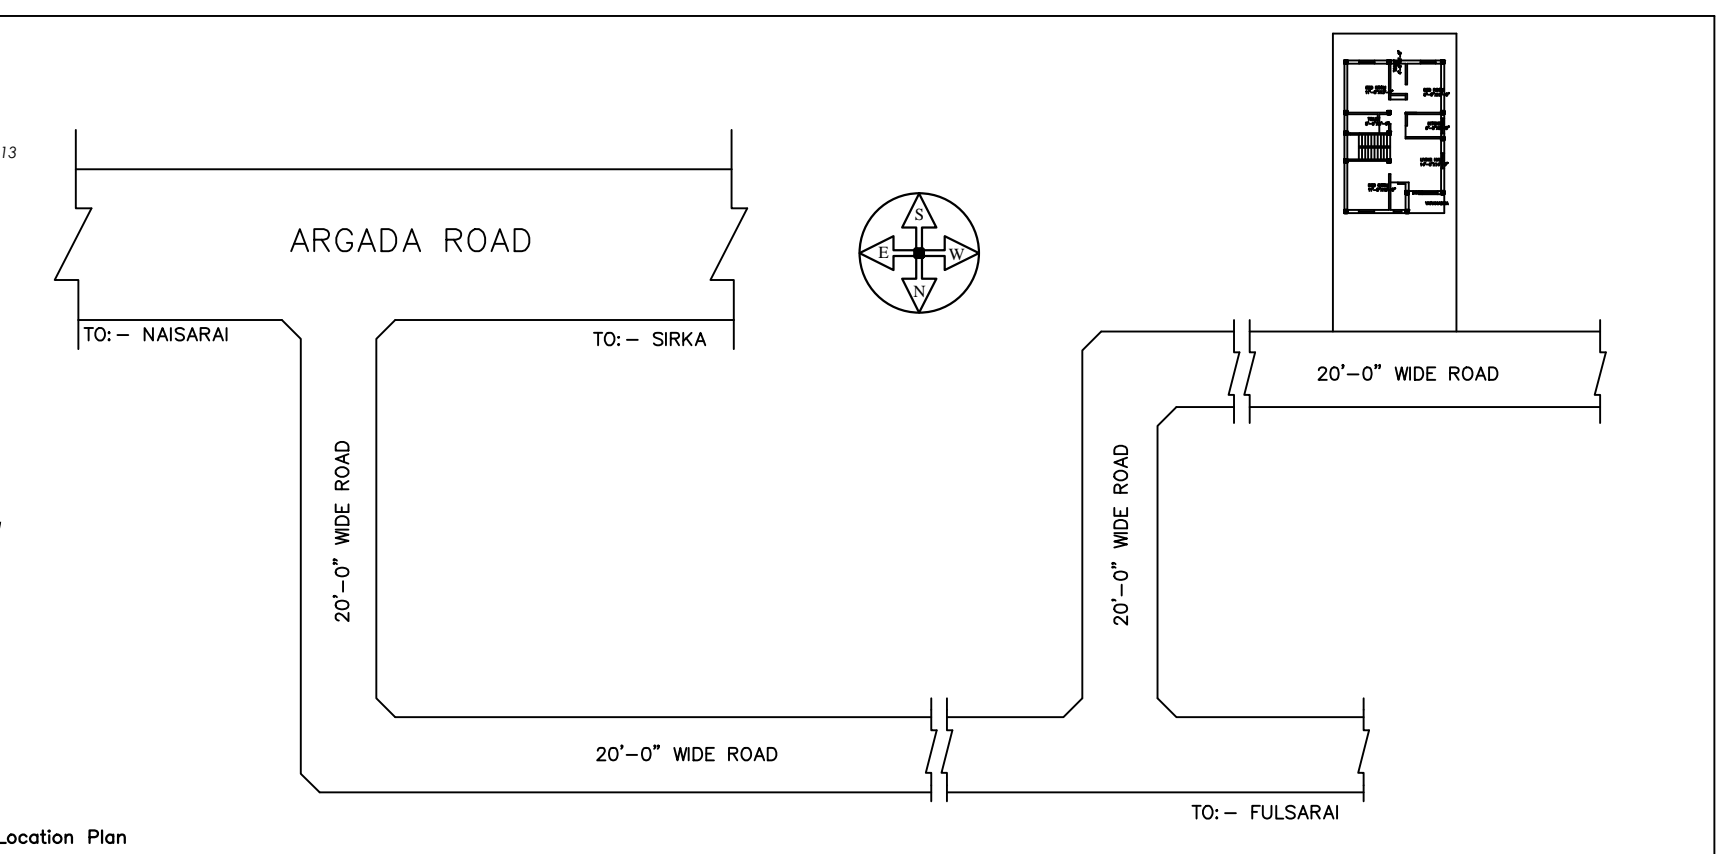 13
ARGADA ROAD
S
E
W
N
TO:– NAISARAI
TO:– SIRKA
20'–0" WIDE ROAD
20'–0" WIDE ROAD
20'–0" WIDE ROAD
20'–0" WIDE ROAD
TO:– FULSARAI
Location Plan